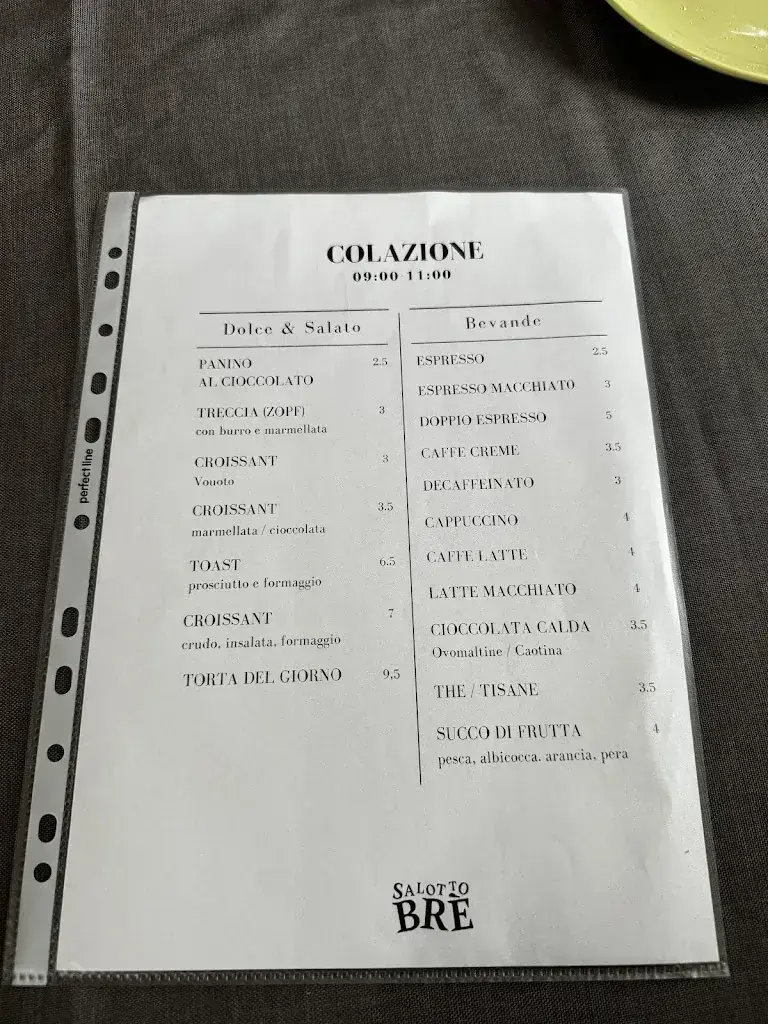 COLAZIONE
09:00-11:00
Dolce & Salato
PANINO 2.5
AL CIOCCOLATO
TRECCIA (ZOPF) 3
con burro e marmellata
CROISSANT 3
Vouoto
CROISSANT 3.5
marmellata / cioccolata
TOAST 6.5
prosciutto e formaggio
CROISSANT 7
crudo, insalata, formaggio
TORTA DEL GIORNO 9,5
Bevande
ESPRESSO 2.5
ESPRESSO MACCHIATO 3
DOPPIO ESPRESSO 5
CAFFE CREME 3.5
DECAFFEINATO 3
CAPPUCCINO 4
CAFFE LATTE 4
LATTE MACCHIATO 4
CIOCCOLATA CALDA 3.5
Ovomaltine / Caotina
THE / TISANE 3.5
SUCCO DI FRUTTA 4
pesca, albicocca. arancia, pera
SALOTTO
BRÈ
perfect line